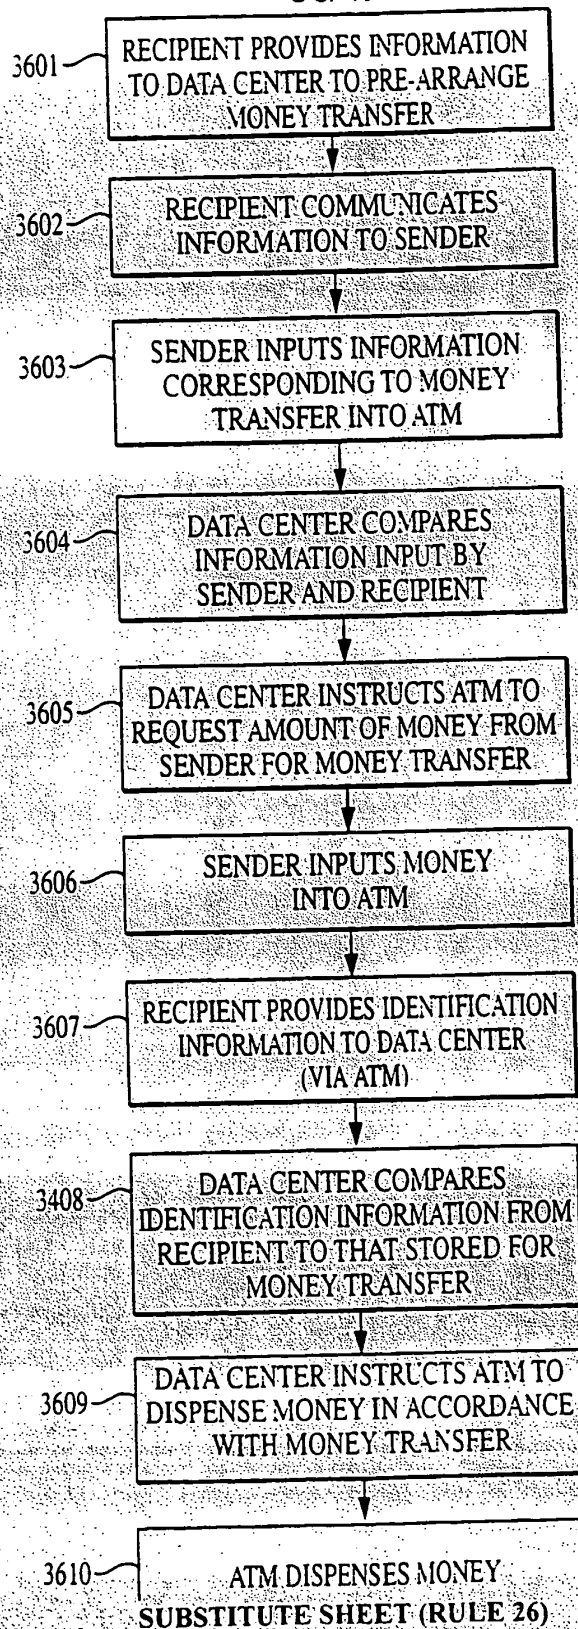 3601
RECIPIENT PROVIDES INFORMATION
TO DATA CENTER TO PRE-ARRANGE
MONEY TRANSFER
3602
RECIPIENT COMMUNICATES
INFORMATION TO SENDER
3603
SENDER INPUTS INFORMATION
CORRESPONDING TO MONEY
TRANSFER INTO ATM
3604
DATA CENTER COMPARES
INFORMATION INPUT BY
SENDER AND RECIPIENT
3605
DATA CENTER INSTRUCTS ATM TO
REQUEST AMOUNT OF MONEY FROM
SENDER FOR MONEY TRANSFER
3606
SENDER INPUTS MONEY
INTO ATM
3607
RECIPIENT PROVIDES IDENTIFICATION
INFORMATION TO DATA CENTER
(VIA ATM)
3408
DATA CENTER COMPARES
IDENTIFICATION INFORMATION FROM
RECIPIENT TO THAT STORED FOR
MONEY TRANSFER
3609
DATA CENTER INSTRUCTS ATM TO
DISPENSE MONEY IN ACCORDANCE
WITH MONEY TRANSFER
3610
ATM DISPENSES MONEY
SUBSTITUTE SHEET (RULE 26)